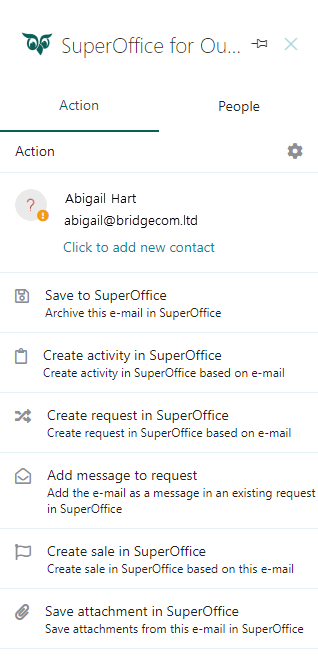 SuperOffice for Ou...
Action
People
Action
?
!
Abigail Hart
abigail@bridgecom.ltd
Click to add new contact
Save to SuperOffice
Archive this e-mail in SuperOffice
Create activity in SuperOffice
Create activity in SuperOffice based on e-mail
Create request in SuperOffice
Create request in SuperOffice based on e-mail
Add message to request
Add the e-mail as a message in an existing request
in SuperOffice
Create sale in SuperOffice
Create sale in SuperOffice based on this e-mail
Save attachment in SuperOffice
Save attachments from this e-mail in SuperOffice